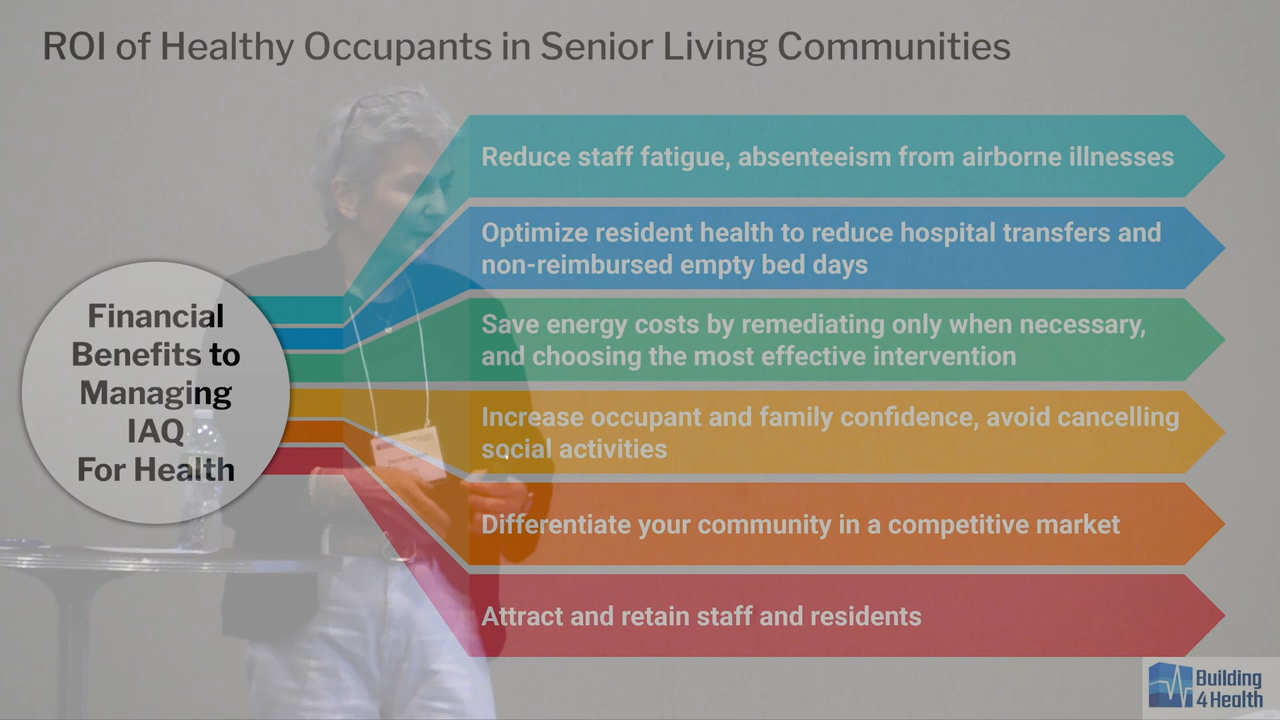 ROI of Healthy Occupants in Senior Living Communities
Financial
Benefits to
Managing
IAQ
For Health
Reduce staff fatigue, absenteeism from airborne illnesses
Optimize resident health to reduce hospital transfers and
non-reimbursed empty bed days
Save energy costs by remediating only when necessary,
and choosing the most effective intervention
Increase occupant and family confidence, avoid cancelling
social activities
Differentiate your community in a competitive market
Attract and retain staff and residents
Building
4 Health